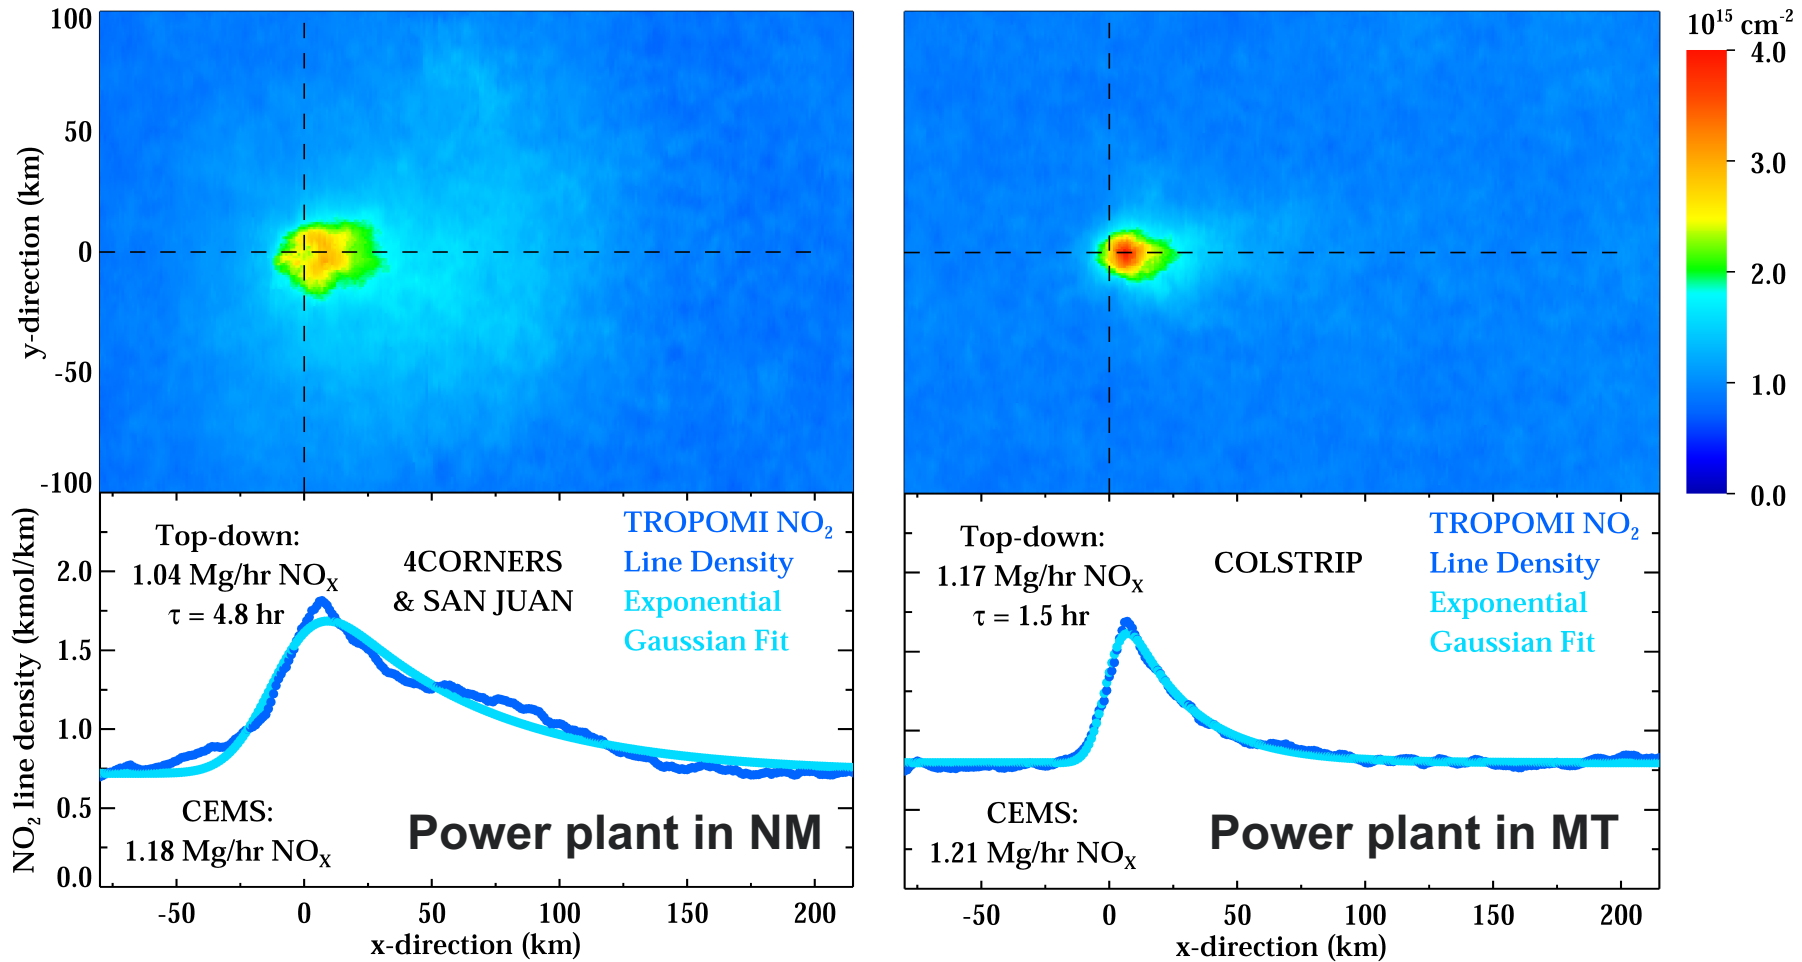 100
50
0
-50
-100
y-direction (km)
10¹⁵ cm⁻²
4.0
3.0
2.0
1.0
0.0
Top-down:
1.04 Mg/hr NOₓ
τ = 4.8 hr
4CORNERS
& SAN JUAN
TROPOMI NO₂
Line Density
Exponential
Gaussian Fit
CEMS:
1.18 Mg/hr NOₓ
Power plant in NM
2.0
1.5
1.0
0.5
0.0
NO₂ line density (kmol/km)
-50 0 50 100 150 200
x-direction (km)
Top-down:
1.17 Mg/hr NOₓ
τ = 1.5 hr
COLSTRIP
TROPOMI NO₂
Line Density
Exponential
Gaussian Fit
CEMS:
1.21 Mg/hr NOₓ
Power plant in MT
-50 0 50 100 150 200
x-direction (km)